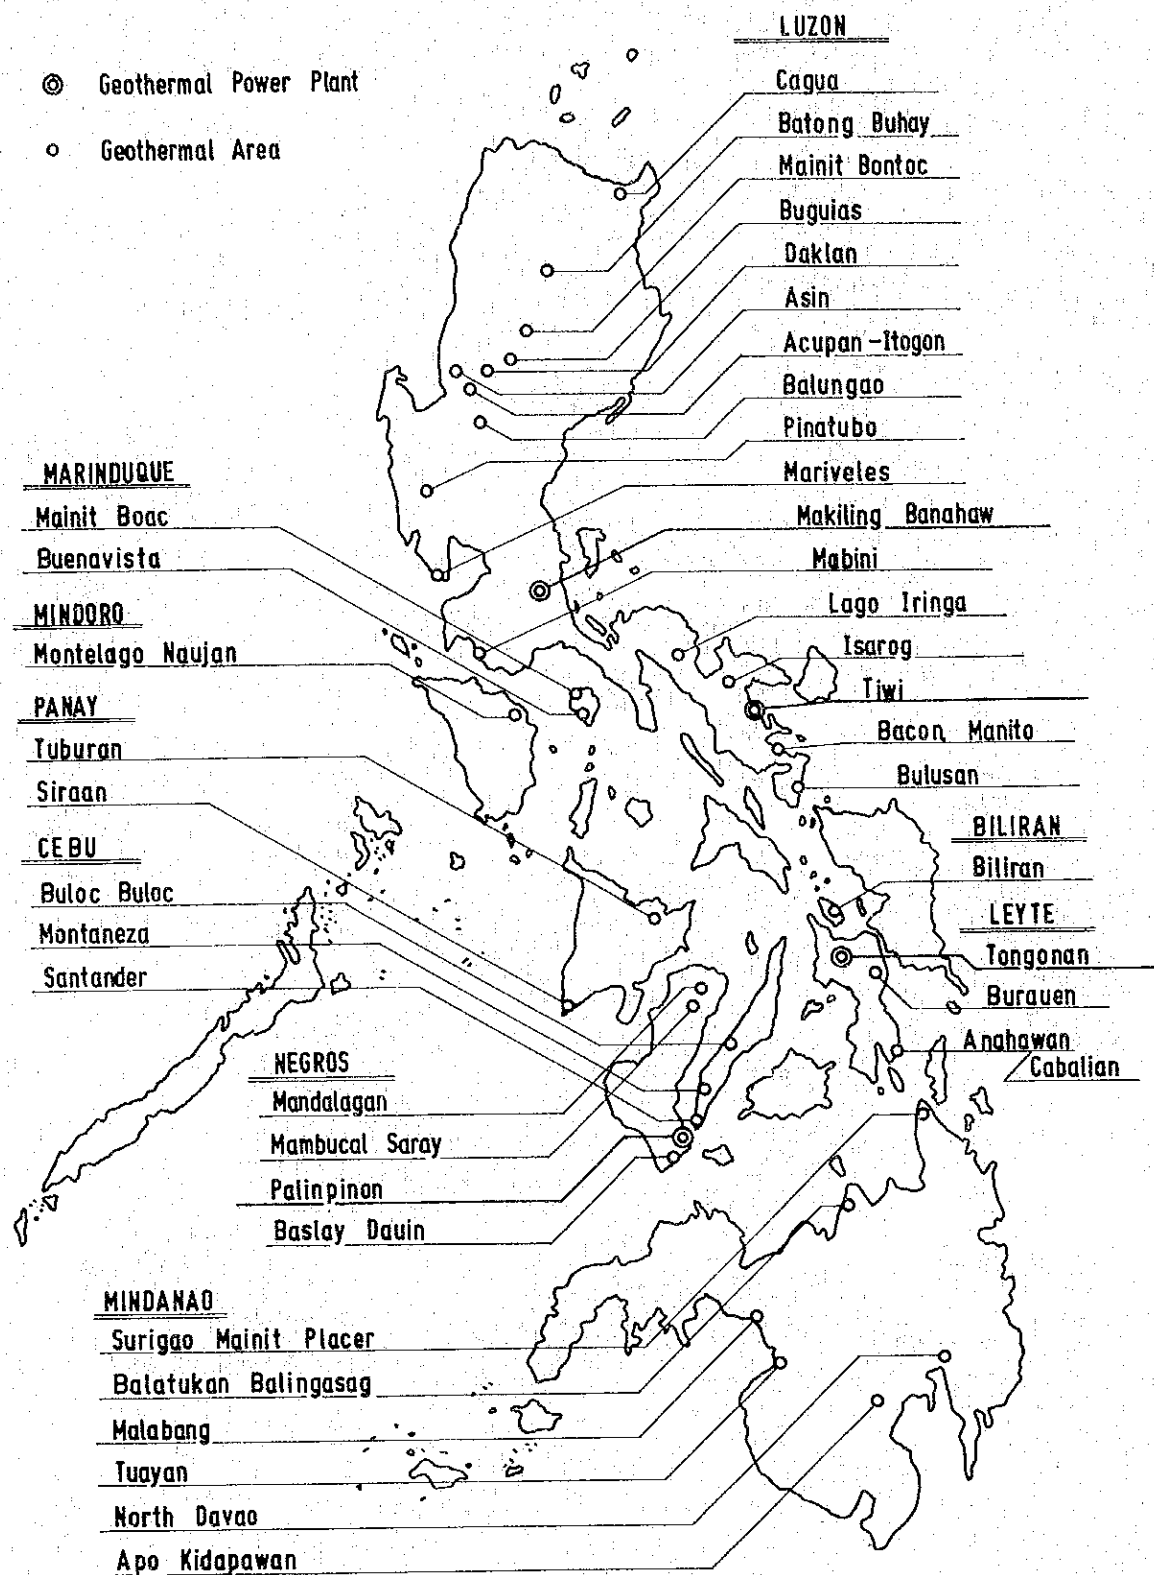 LUZON
Geothermal Power Plant
Geothermal Area
Cagua
Batong Buhay
Mainit Bontoc
Buguias
Daklan
Asin
Acupan-Itogon
Balungao
Pinatubo
Mariveles
Makiling Banahaw
Mabini
Lago Iringa
Isarog
Tiwi
Bacon Manito
Bulusan
MARINDUQUE
Mainit Boac
Buenavista
MINDORO
Montelago Naujan
PANAY
Tuburan
Siraan
CEBU
Buloc Buloc
Montaneza
Santander
BILIRAN
Biliran
LEYTE
Tongonan
Burauen
Anahawan
Cabalian
NEGROS
Mandalagan
Mambucal Saray
Palinpinon
Baslay Dauin
MINDANAO
Surigao Mainit Placer
Balatukan Balingasag
Malabang
Tuayan
North Davao
Apo Kidapawan